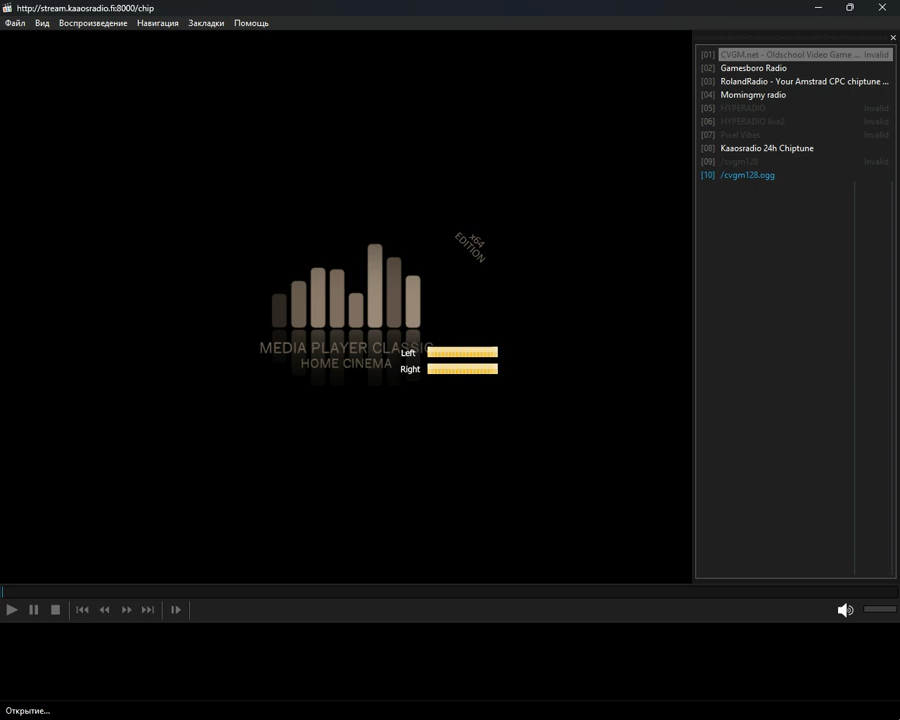 http://stream.kaaosradio.fi:8000/chip
Файл Вид Воспроизведение Навигация Закладки Помощь
[01] CVGM.net - Oldschool Video Game ... Invalid
[02] Gamesboro Radio
[03] RolandRadio - Your Amstrad CPC chiptune ...
[04] Morningmy radio
[05] HYPERADIO Invalid
[06] HYPERADIO live2 Invalid
[07] Pixel Vibes Invalid
[08] Kaaosradio 24h Chiptune
[09] /cvgm128 Invalid
[10] /cvgm128.ogg
x64
EDITION
MEDIA PLAYER CLASSIC
HOME CINEMA
Left
Right
Открытие...